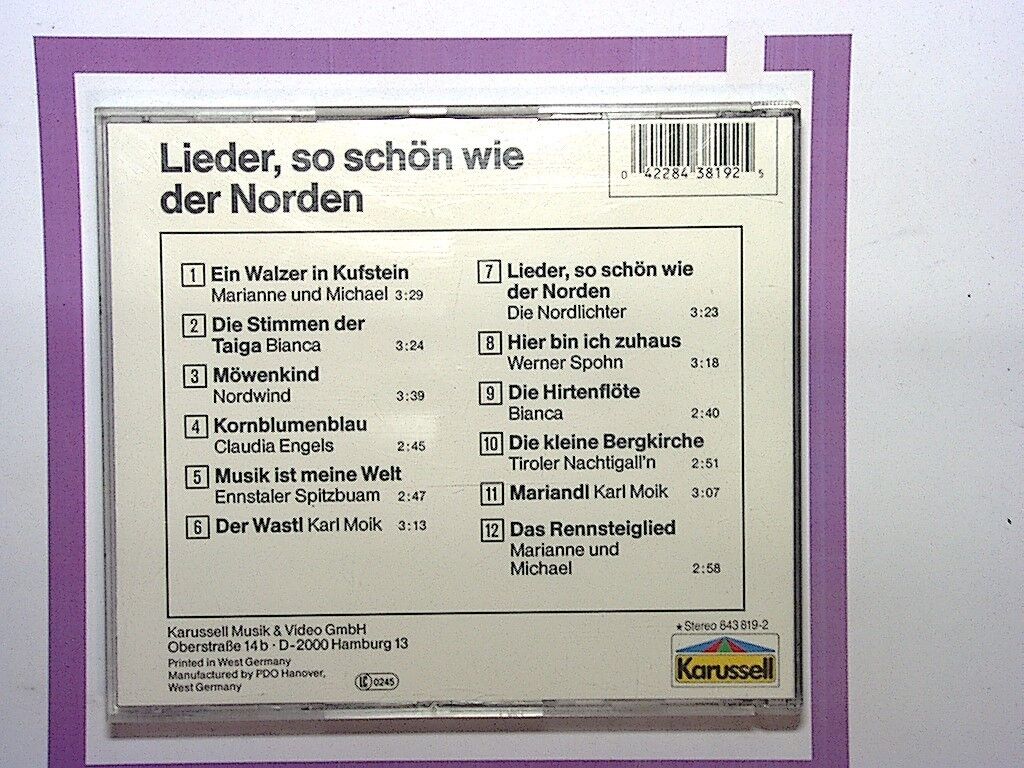 Lieder, so schön wie
der Norden
0 42284 38192 5
1 Ein Walzer in Kufstein
Marianne und Michael 3:29
2 Die Stimmen der
Taiga Bianca 3:24
3 Möwenkind
Nordwind 3:39
4 Kornblumenblau
Claudia Engels 2:45
5 Musik ist meine Welt
Ennstaler Spitzbuam 2:47
6 Der Wastl Karl Moik 3:13
7 Lieder, so schön wie
der Norden
Die Nordlichter 3:23
8 Hier bin ich zuhaus
Werner Spohn 3:18
9 Die Hirtenflöte
Bianca 2:40
10 Die kleine Bergkirche
Tiroler Nachtigall'n 2:51
11 Mariandl Karl Moik 3:07
12 Das Rennsteiglied
Marianne und
Michael 2:58
Karussell Musik & Video GmbH
Oberstraße 14b · D-2000 Hamburg 13
Printed in West Germany
Manufactured by PDO Hanover,
West Germany
LC 0245
★Stereo 843 819-2
Karussell